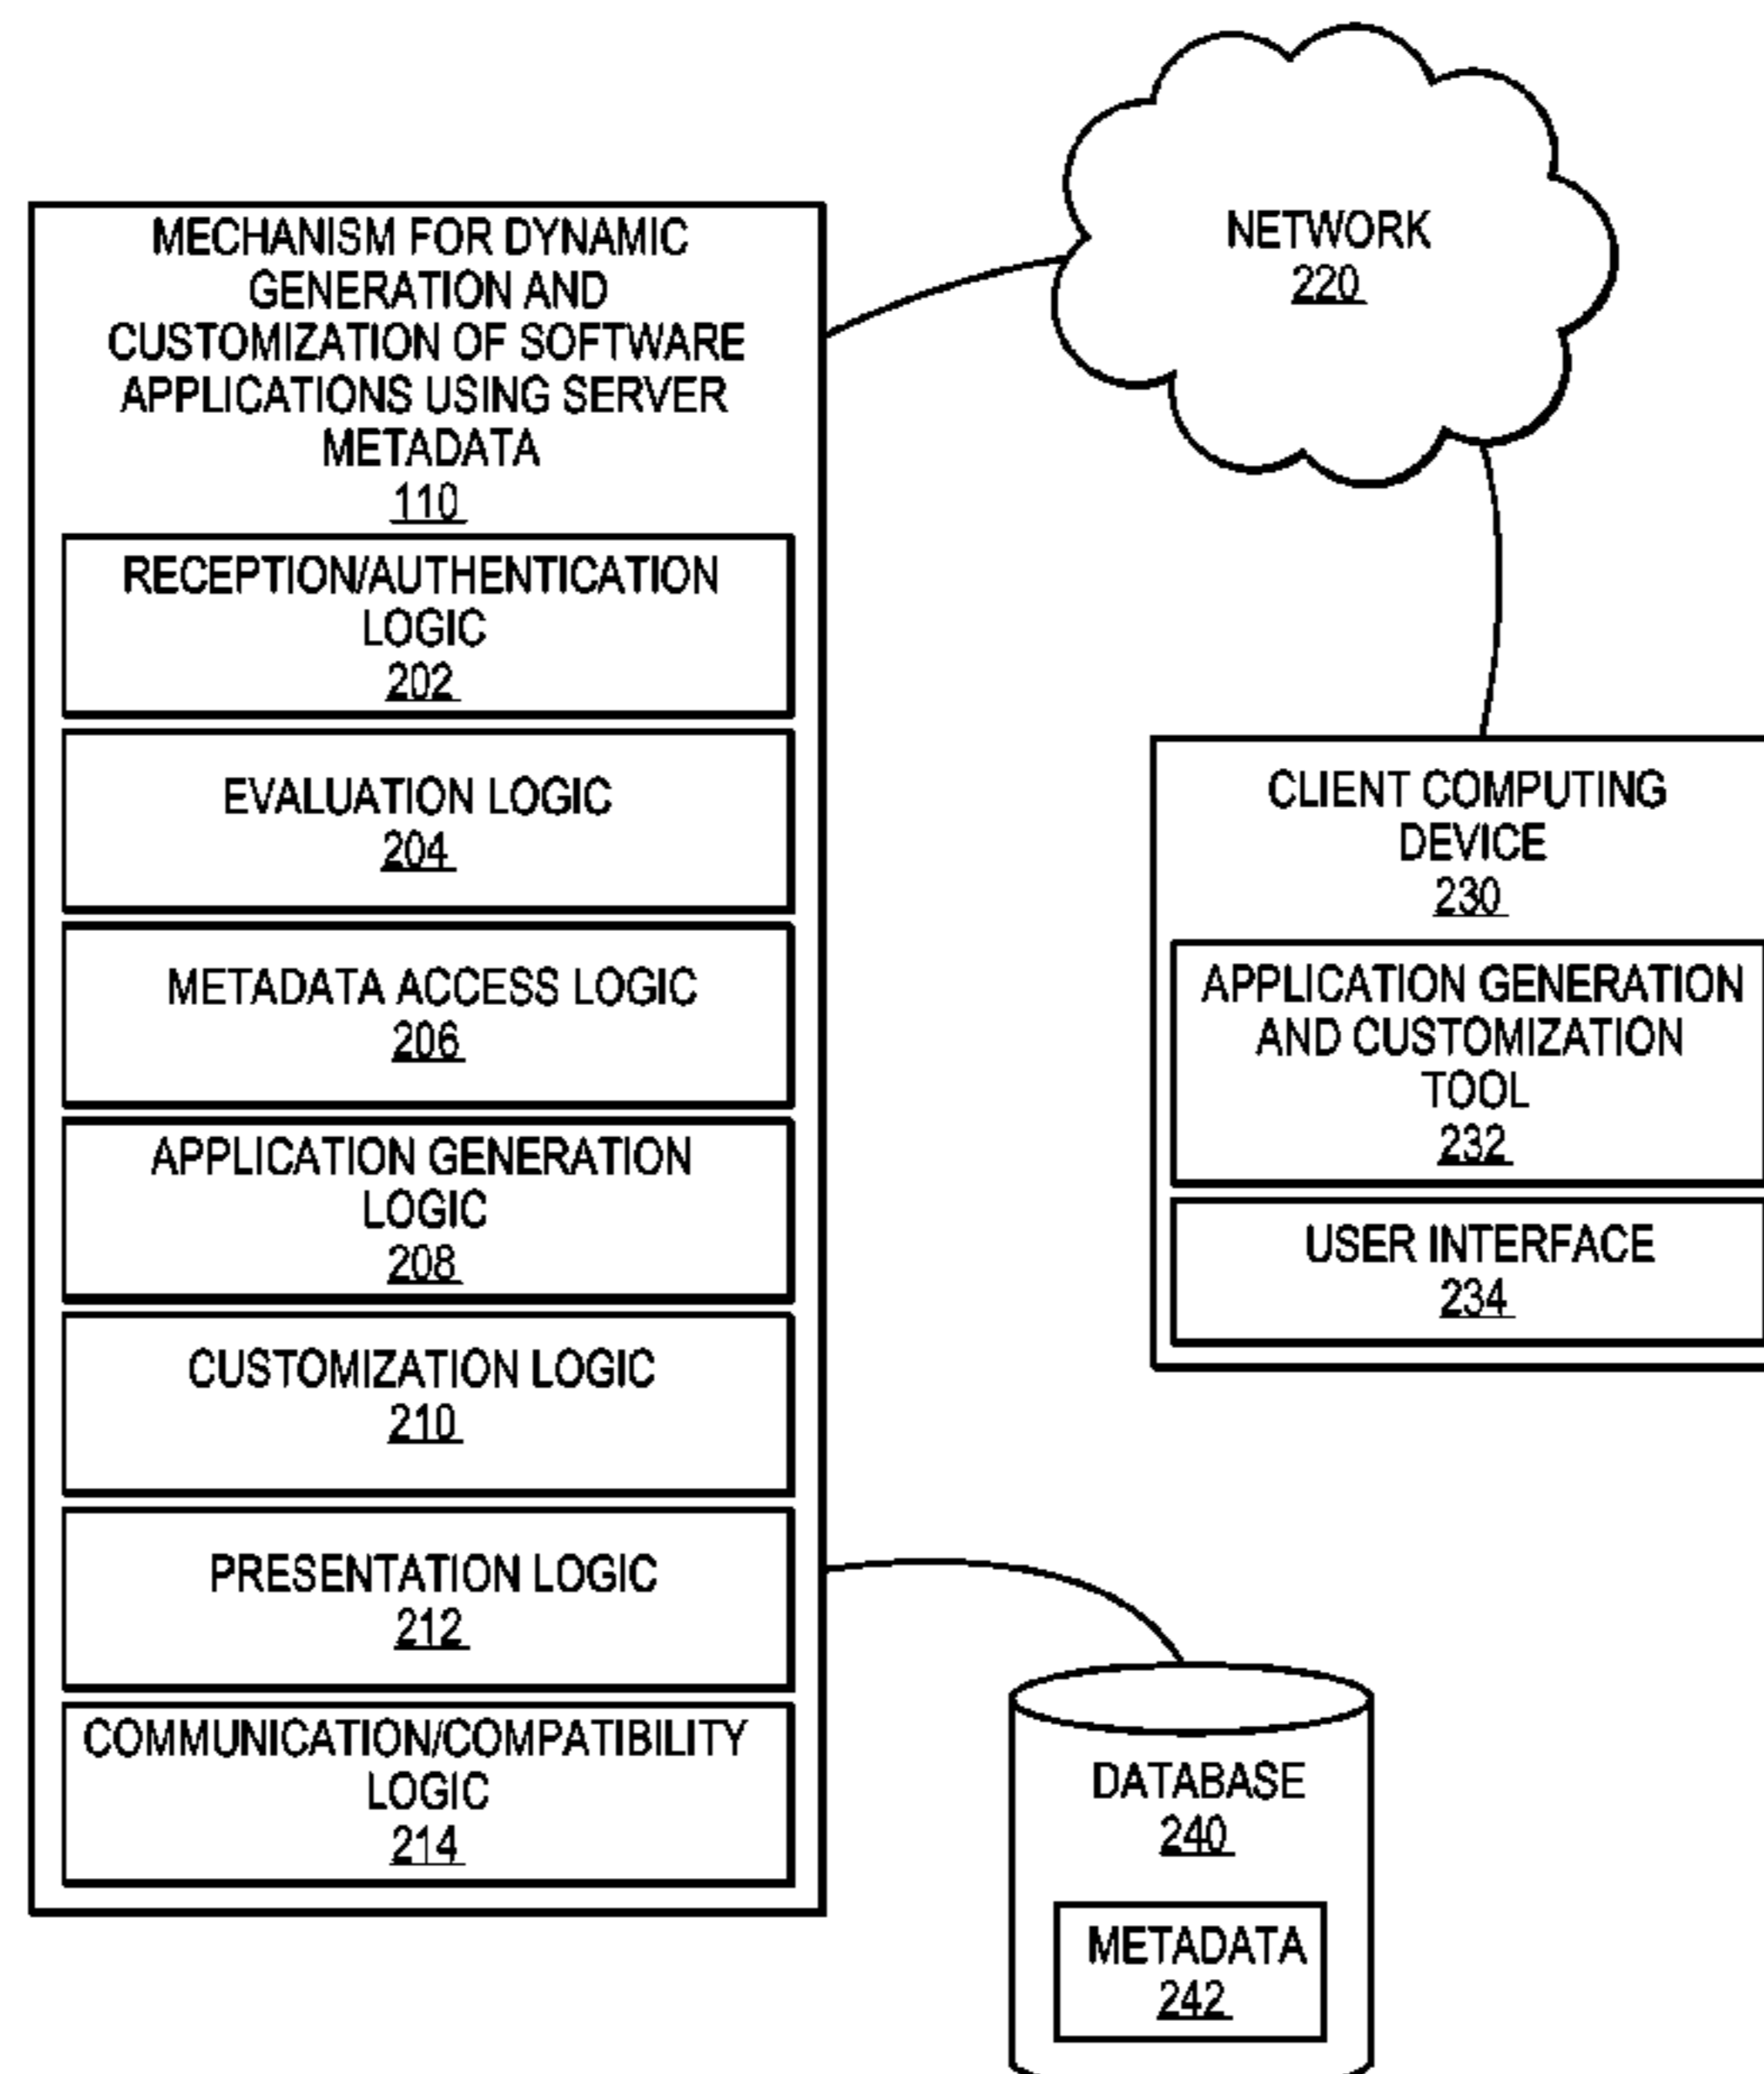 MECHANISM FOR DYNAMIC
GENERATION AND
CUSTOMIZATION OF SOFTWARE
APPLICATIONS USING SERVER
METADATA
110
RECEPTION/AUTHENTICATION
LOGIC
202
EVALUATION LOGIC
204
METADATA ACCESS LOGIC
206
APPLICATION GENERATION
LOGIC
208
CUSTOMIZATION LOGIC
210
PRESENTATION LOGIC
212
COMMUNICATION/COMPATIBILITY
LOGIC
214
NETWORK
220
CLIENT COMPUTING
DEVICE
230
APPLICATION GENERATION
AND CUSTOMIZATION
TOOL
232
USER INTERFACE
234
DATABASE
240
METADATA
242